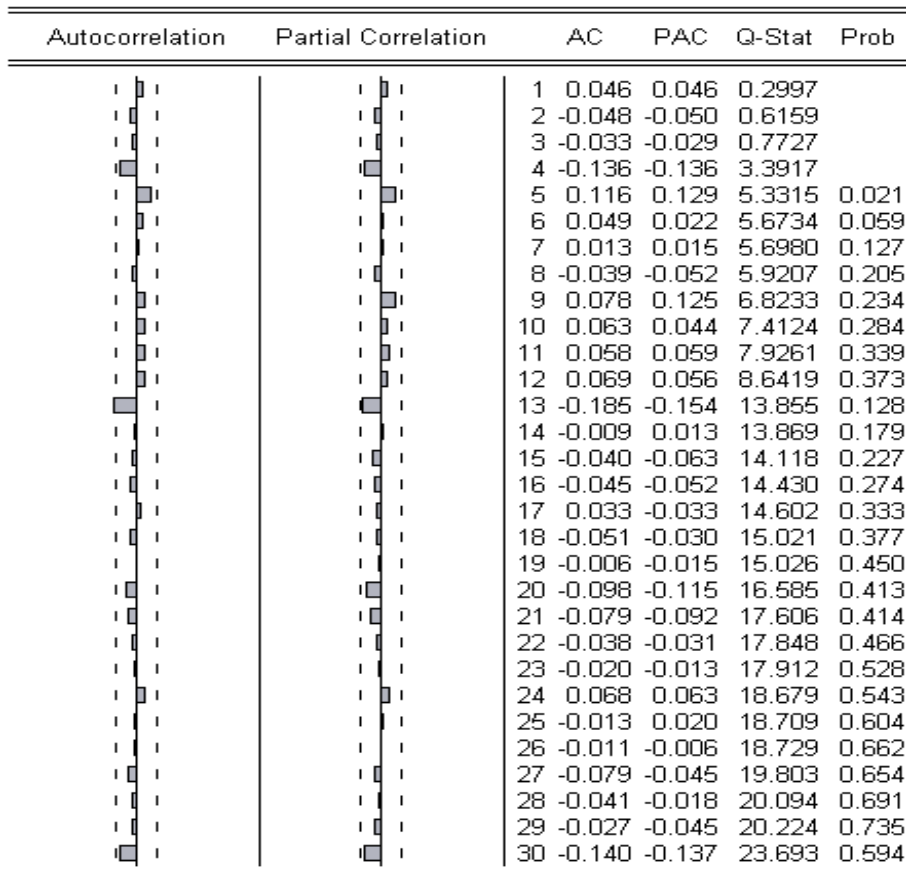 Autocorrelation Partial Correlation AC PAC Q-Stat Prob
1 0.046 0.046 0.2997
2 -0.048 -0.050 0.6159
3 -0.033 -0.029 0.7727
4 -0.136 -0.136 3.3917
5 0.116 0.129 5.3315 0.021
6 0.049 0.022 5.6734 0.059
7 0.013 0.015 5.6980 0.127
8 -0.039 -0.052 5.9207 0.205
9 0.078 0.125 6.8233 0.234
10 0.063 0.044 7.4124 0.284
11 0.058 0.059 7.9261 0.339
12 0.069 0.056 8.6419 0.373
13 -0.185 -0.154 13.855 0.128
14 -0.009 0.013 13.869 0.179
15 -0.040 -0.063 14.118 0.227
16 -0.045 -0.052 14.430 0.274
17 0.033 -0.033 14.602 0.333
18 -0.051 -0.030 15.021 0.377
19 -0.006 -0.015 15.026 0.450
20 -0.098 -0.115 16.585 0.413
21 -0.079 -0.092 17.606 0.414
22 -0.038 -0.031 17.848 0.466
23 -0.020 -0.013 17.912 0.528
24 0.068 0.063 18.679 0.543
25 -0.013 0.020 18.709 0.604
26 -0.011 -0.006 18.729 0.662
27 -0.079 -0.045 19.803 0.654
28 -0.041 -0.018 20.094 0.691
29 -0.027 -0.045 20.224 0.735
30 -0.140 -0.137 23.693 0.594